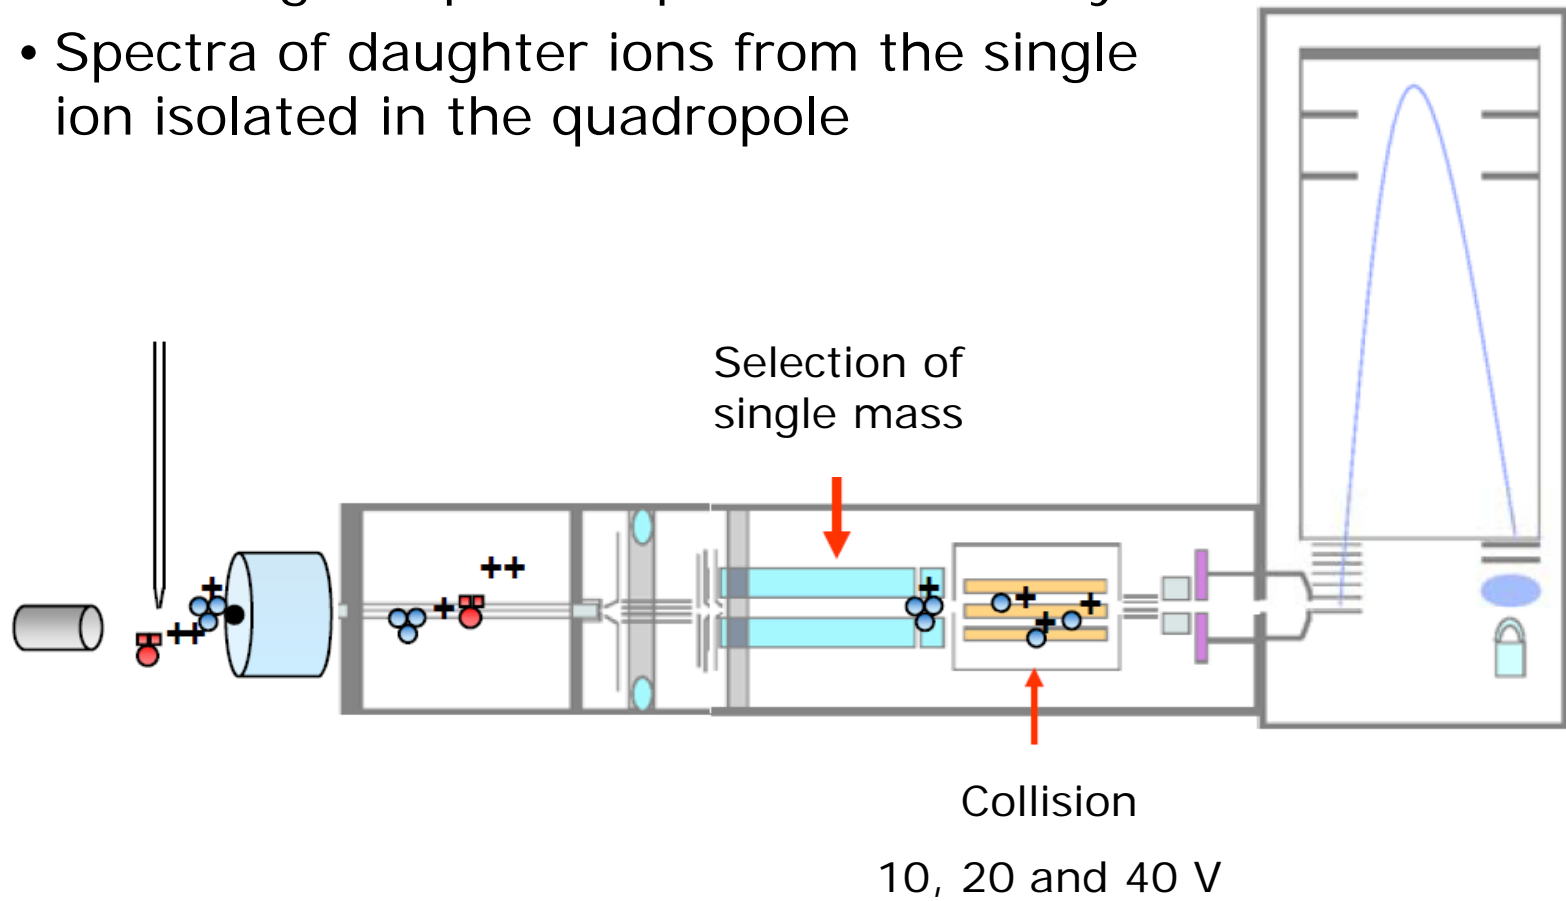 • Spectra of daughter ions from the single
ion isolated in the quadropole
Selection of
single mass
++
+
++
+
+
+
+
+
Collision
10, 20 and 40 V